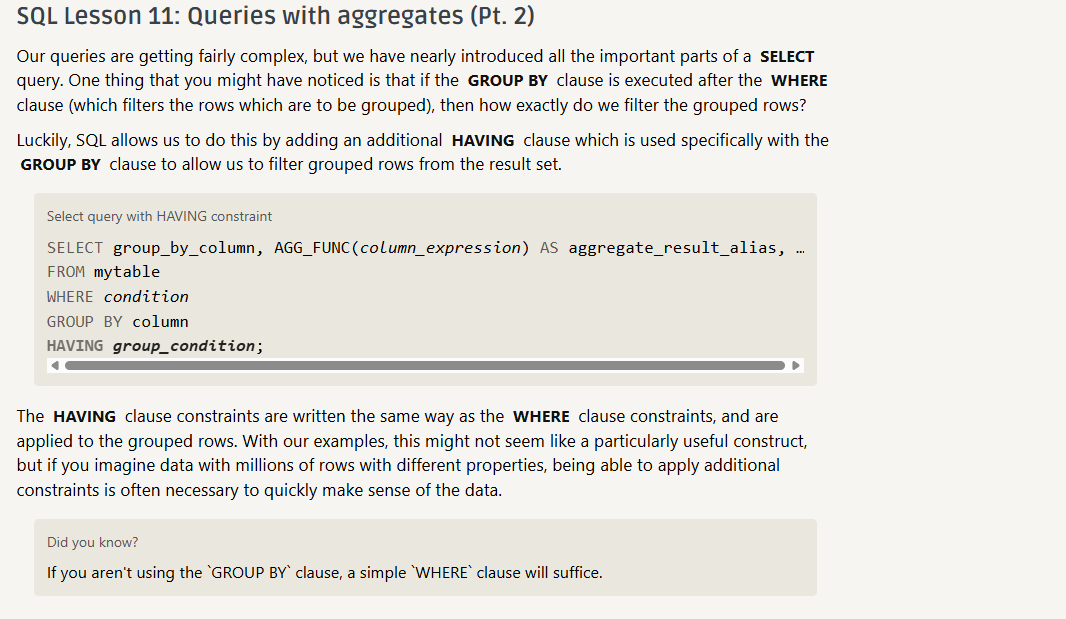 SQL Lesson 11: Queries with aggregates (Pt. 2)
Our queries are getting fairly complex, but we have nearly introduced all the important parts of a SELECT
query. One thing that you might have noticed is that if the GROUP BY clause is executed after the WHERE
clause (which filters the rows which are to be grouped), then how exactly do we filter the grouped rows?
Luckily, SQL allows us to do this by adding an additional HAVING clause which is used specifically with the
GROUP BY clause to allow us to filter grouped rows from the result set.
Select query with HAVING constraint
SELECT group_by_column, AGG_FUNC(column_expression) AS aggregate_result_alias, …
FROM mytable
WHERE condition
GROUP BY column
HAVING group_condition;
The HAVING clause constraints are written the same way as the WHERE clause constraints, and are
applied to the grouped rows. With our examples, this might not seem like a particularly useful construct,
but if you imagine data with millions of rows with different properties, being able to apply additional
constraints is often necessary to quickly make sense of the data.
Did you know?
If you aren't using the `GROUP BY` clause, a simple `WHERE` clause will suffice.